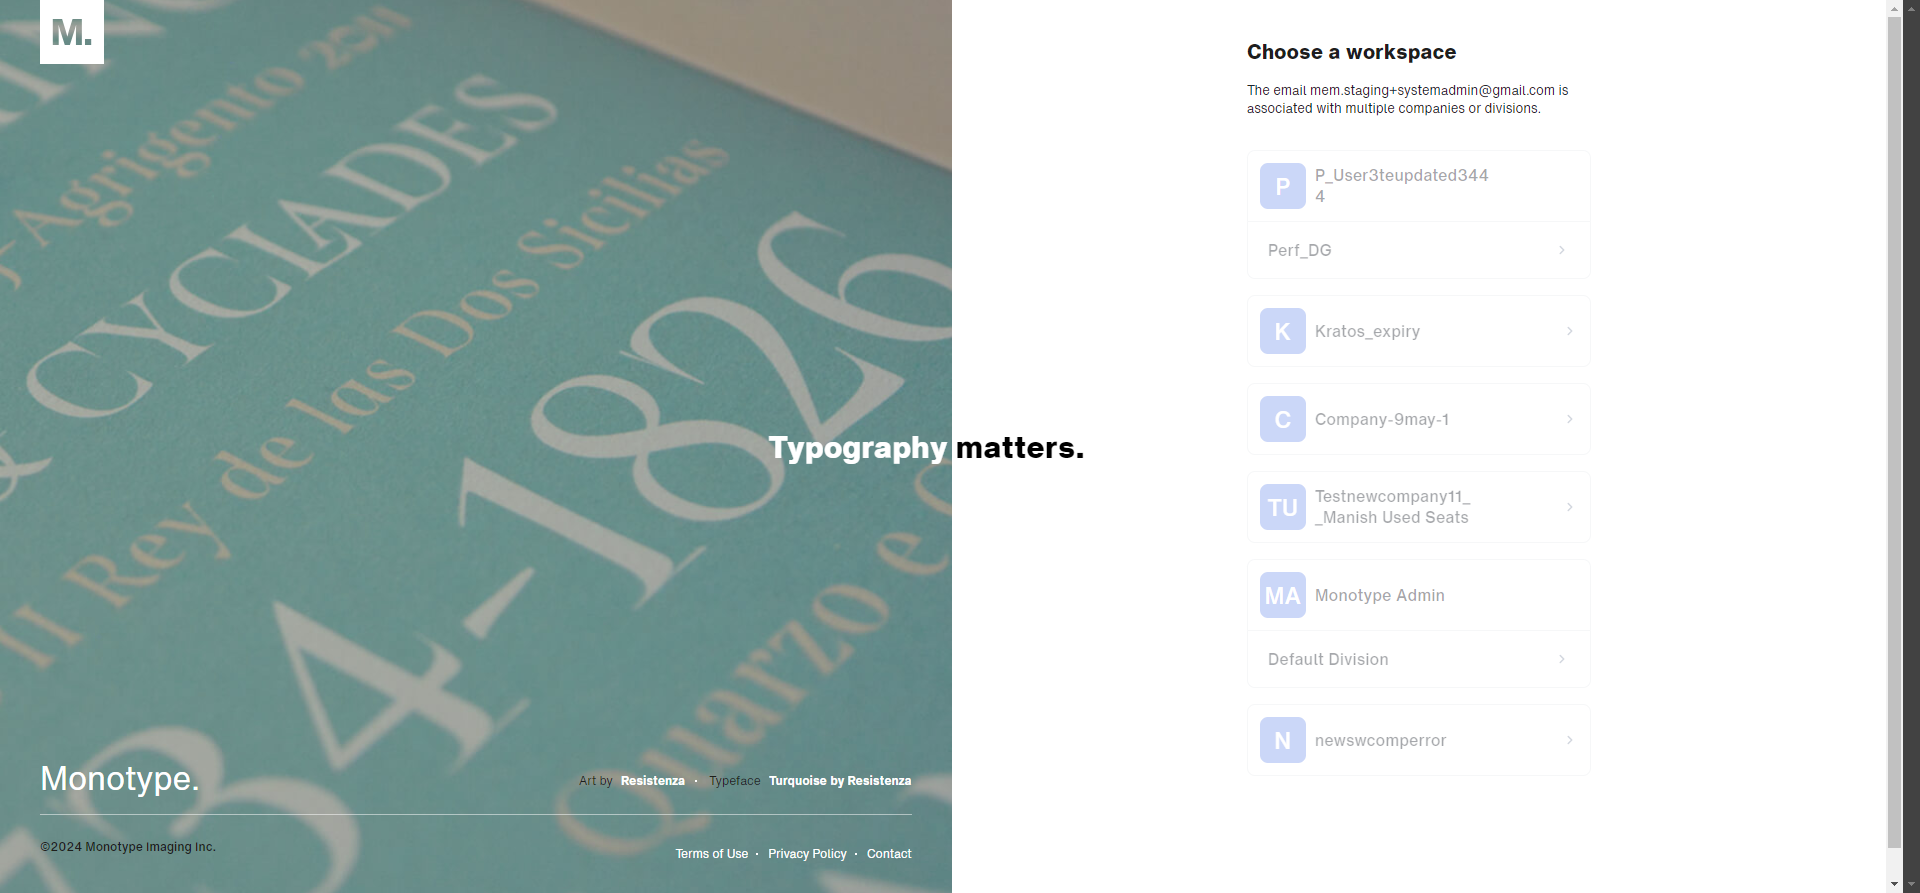 M.
Agrigento 2011
CYCLADES
II Rey de las Dos Sicilias
1734-1826
Quarzo e
Typography matters.
Monotype.
Art by Resistenza · Typeface Turquoise by Resistenza
©2024 Monotype Imaging Inc.
Terms of Use · Privacy Policy · Contact
Choose a workspace
The email mem.staging+systemadmin@gmail.com is
associated with multiple companies or divisions.
P
P_User3teupdated344
4
Perf_DG
K
Kratos_expiry
C
Company-9may-1
TU
Testnewcompany11_
_Manish Used Seats
MA
Monotype Admin
Default Division
N
newswcomperror